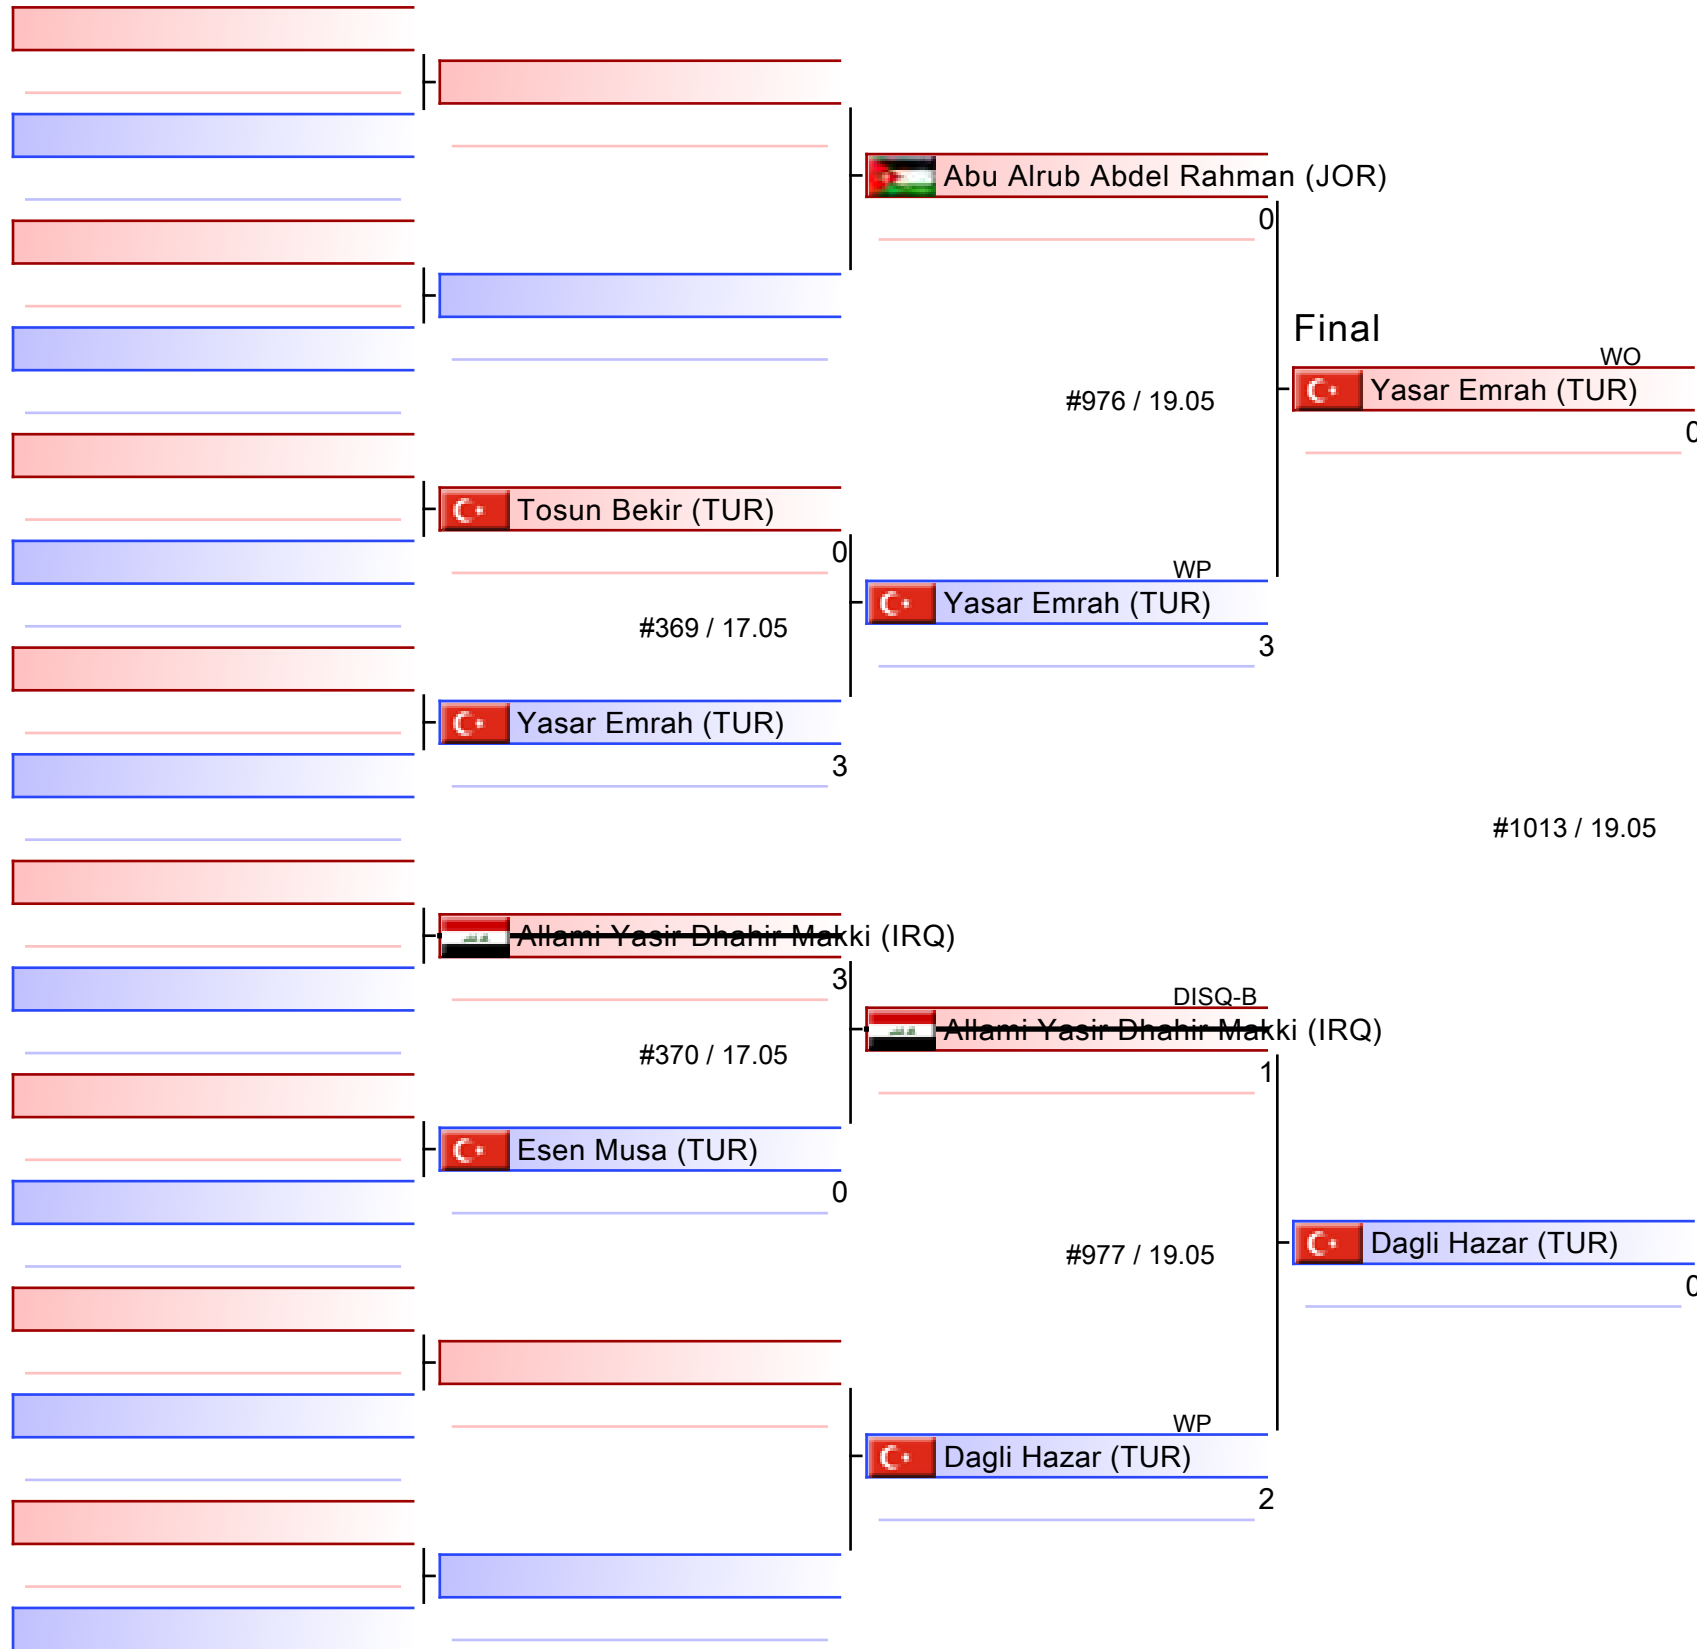 Abu Alrub Abdel Rahman (JOR)
0
Final
WO
#976 / 19.05
Yasar Emrah (TUR)
0
Tosun Bekir (TUR)
0
WP
Yasar Emrah (TUR)
#369 / 17.05
3
Yasar Emrah (TUR)
3
#1013 / 19.05
Allami Yasir Dhahir Makki (IRQ)
3
DISQ-B
Allami Yasir Dhahir Makki (IRQ)
#370 / 17.05
1
Esen Musa (TUR)
0
#977 / 19.05
Dagli Hazar (TUR)
0
WP
Dagli Hazar (TUR)
2